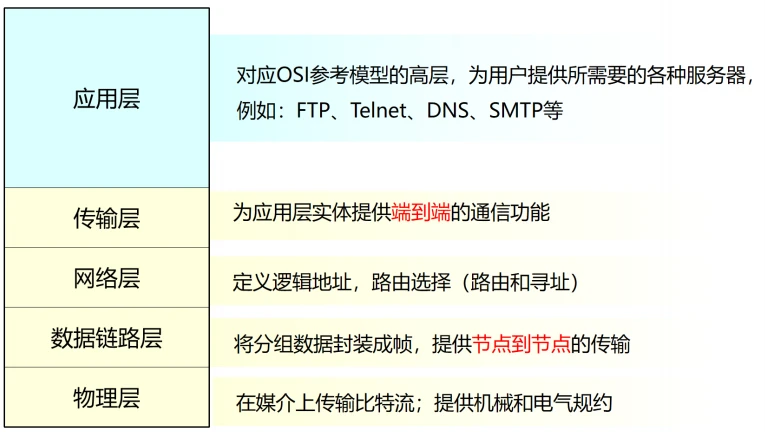 应用层
对应OSI参考模型的高层，为用户提供所需要的各种服务器，
例如：FTP、Telnet、DNS、SMTP等
传输层
为应用层实体提供端到端的通信功能
网络层
定义逻辑地址，路由选择（路由和寻址）
数据链路层
将分组数据封装成帧，提供节点到节点的传输
物理层
在媒介上传输比特流；提供机械和电气规约